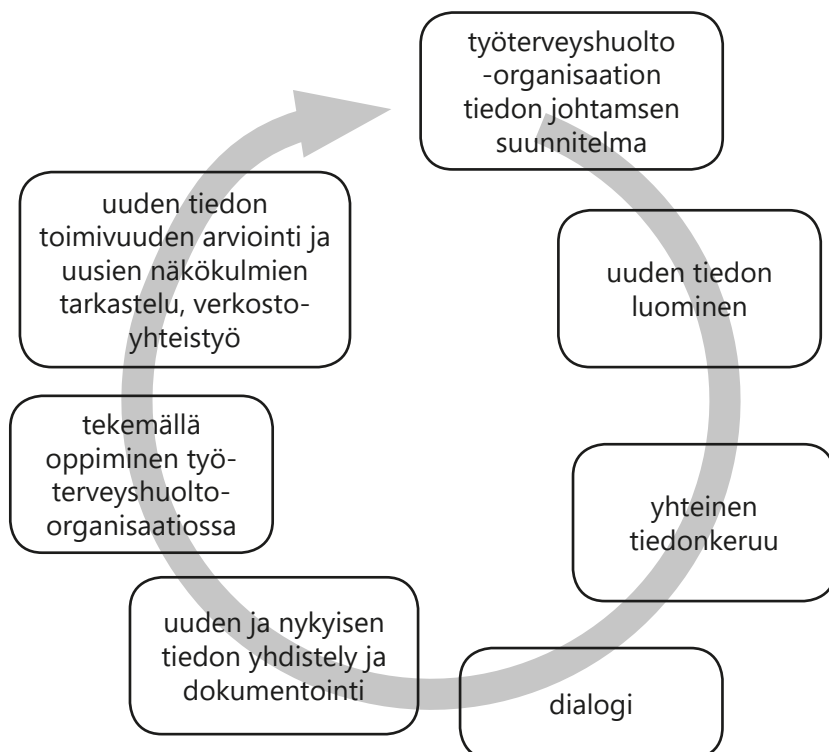 työterveyshuolto
-organisaation
tiedon johtamsen
suunnitelma
uuden tiedon
luominen
yhteinen
tiedonkeruu
dialogi
uuden ja nykyisen
tiedon yhdistely ja
dokumentointi
tekemällä
oppiminen työ-
terveyshuolto-
organisaatiossa
uuden tiedon
toimivuuden arviointi ja
uusien näkökulmien
tarkastelu, verkosto-
yhteistyö